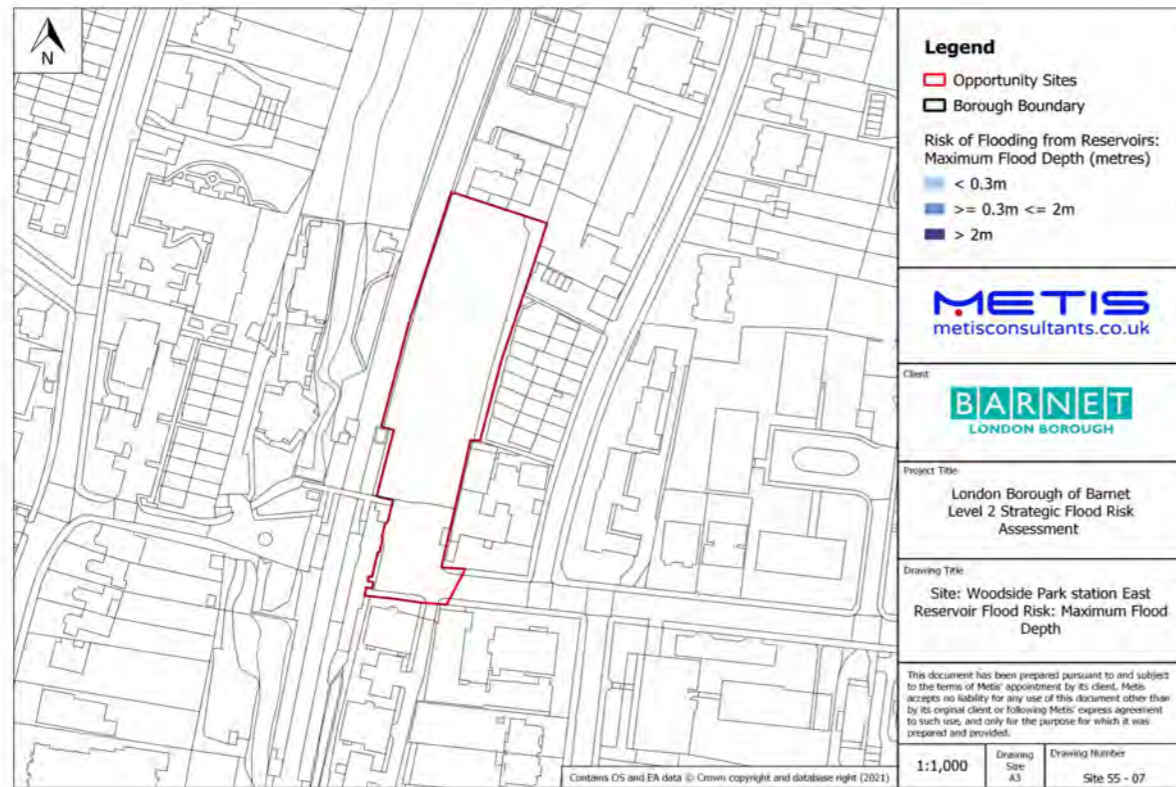 N
Legend
Opportunity Sites
Borough Boundary
Risk of Flooding from Reservoirs:
Maximum Flood Depth (metres)
< 0.3m
>= 0.3m <= 2m
> 2m
METIS
metisconsultants.co.uk
Client
BARNET
LONDON BOROUGH
Project Title
London Borough of Barnet
Level 2 Strategic Flood Risk
Assessment
Drawing Title
Site: Woodside Park station East
Reservoir Flood Risk: Maximum Flood
Depth
This document has been prepared pursuant to and subject
to the terms of Metis' appointment by its client. Metis
accepts no liability for any use of this document other than
by its orginal client or following Metis' express agreement
to such use, and only for the purpose for which it was
prepared and provided.
1:1,000
Drawing
Size
A3
Drawing Number
Site 55 - 07
Contains OS and EA data © Crown copyright and database right (2021)